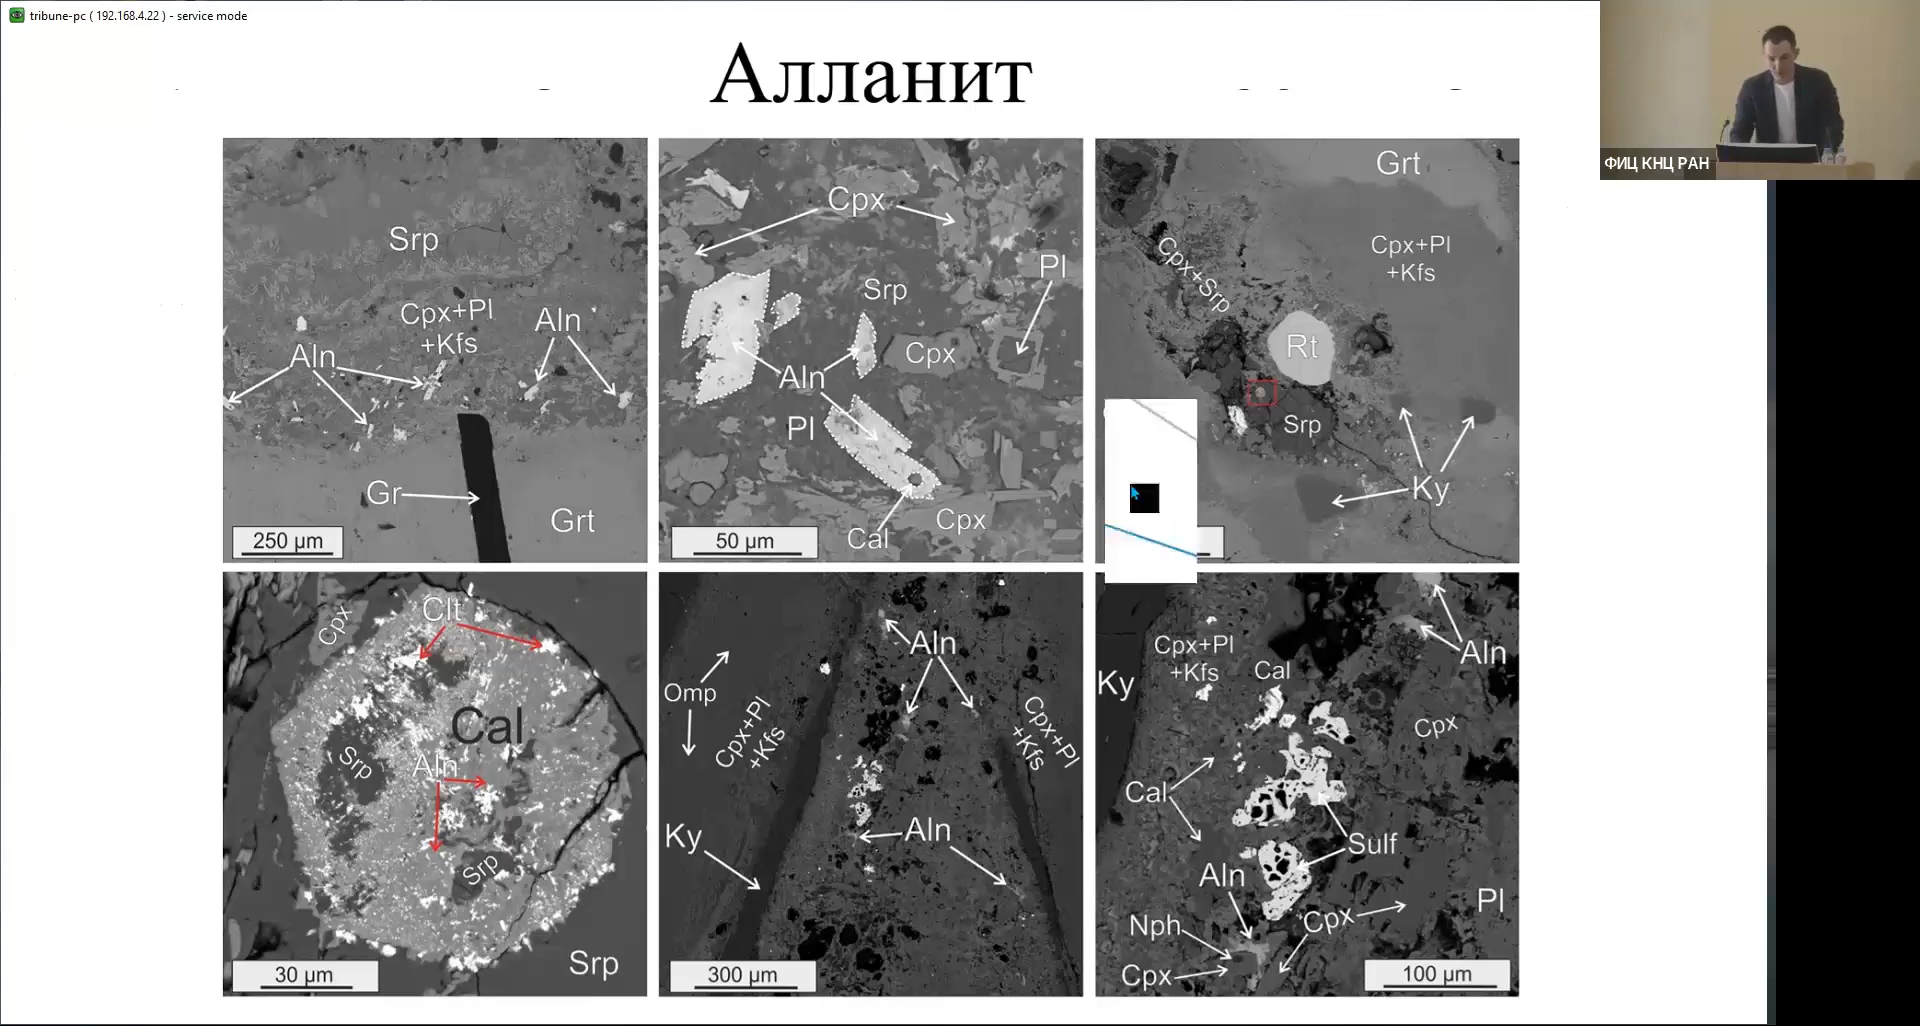 tribune-pc ( 192.168.4.22 ) - service mode
Алланит
ФИЦ КНЦ РАН
Srp
Cpx+Pl
+Kfs
Aln
Aln
Gr
Grt
250 µm
Cpx
Pl
Srp
Cpx
Aln
Pl
Cal
Cpx
50 µm
Grt
Cpx+Pl
+Kfs
Cpx+Srp
Rt
Srp
Ky
Clt
Cpx
Cal
Srp
Aln
Srp
Srp
30 µm
Aln
Omp
Cpx+Pl
+Kfs
Cpx+Pl
+Kfs
Ky
Aln
300 µm
Cpx+Pl
+Kfs
Aln
Ky
Cal
Cpx
Cal
Sulf
Aln
Pl
Nph
Cpx
Cpx
100 µm